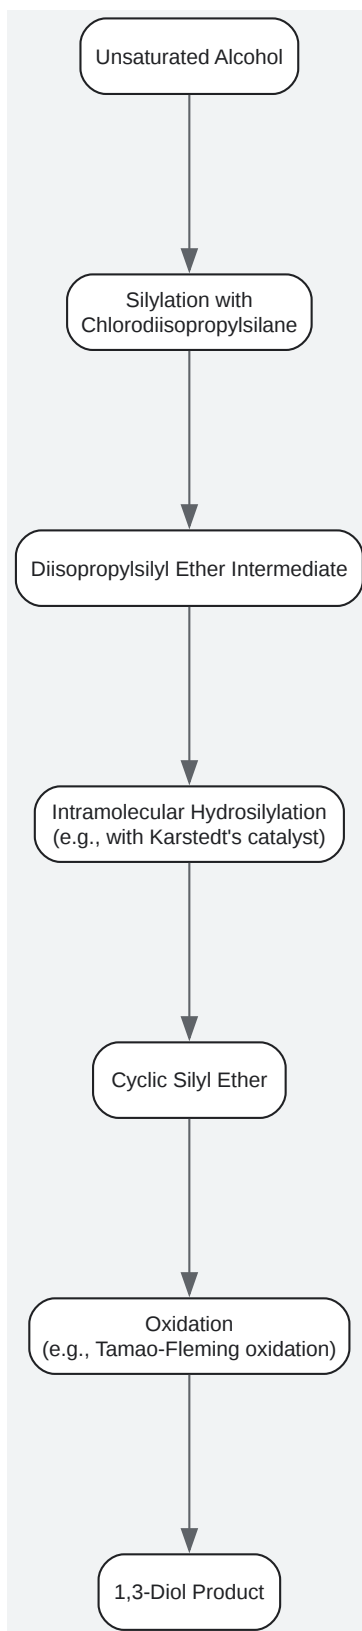 Unsaturated Alcohol
Silylation with
Chlorodiisopropylsilane
Diisopropylsilyl Ether Intermediate
Intramolecular Hydrosilylation
(e.g., with Karstedt's catalyst)
Cyclic Silyl Ether
Oxidation
(e.g., Tamao-Fleming oxidation)
1,3-Diol Product